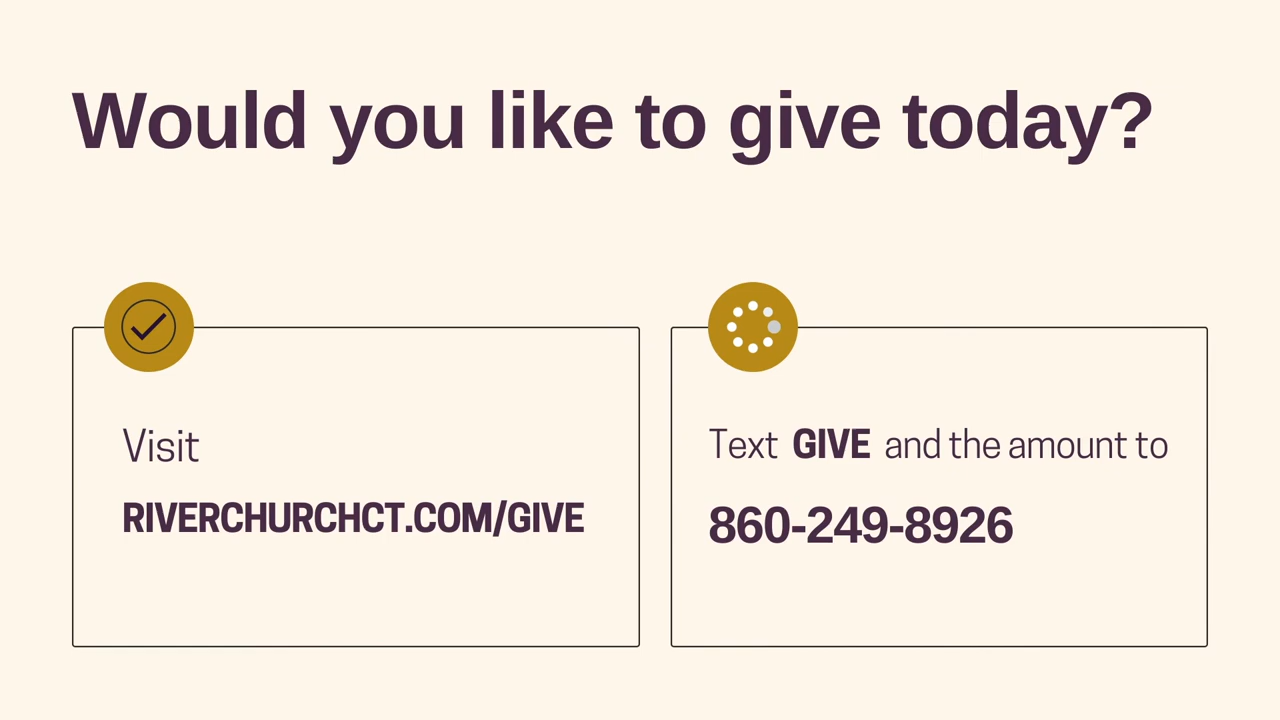 Would you like to give today?
Visit
RIVERCHURCHCT.COM/GIVE
Text GIVE and the amount to
860-249-8926